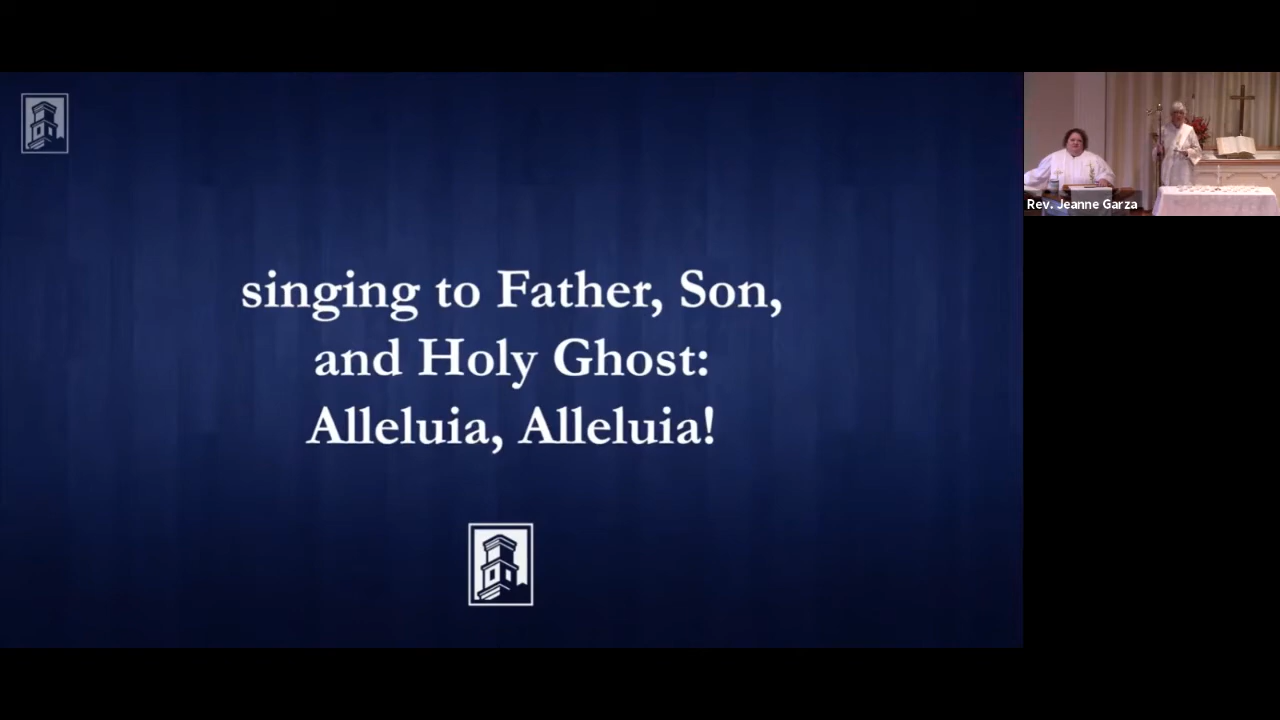 singing to Father, Son,
and Holy Ghost:
Alleluia, Alleluia!
Rev. Jeanne Garza